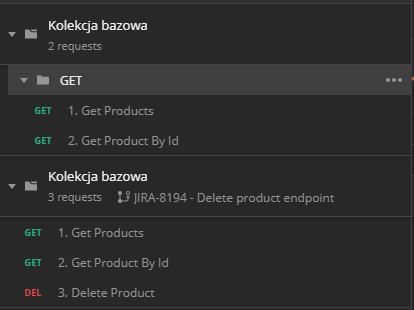 Kolekcja bazowa
2 requests
GET
GET 1. Get Products
GET 2. Get Product By Id
Kolekcja bazowa
3 requests JIRA-8194 - Delete product endpoint
GET 1. Get Products
GET 2. Get Product By Id
DEL 3. Delete Product